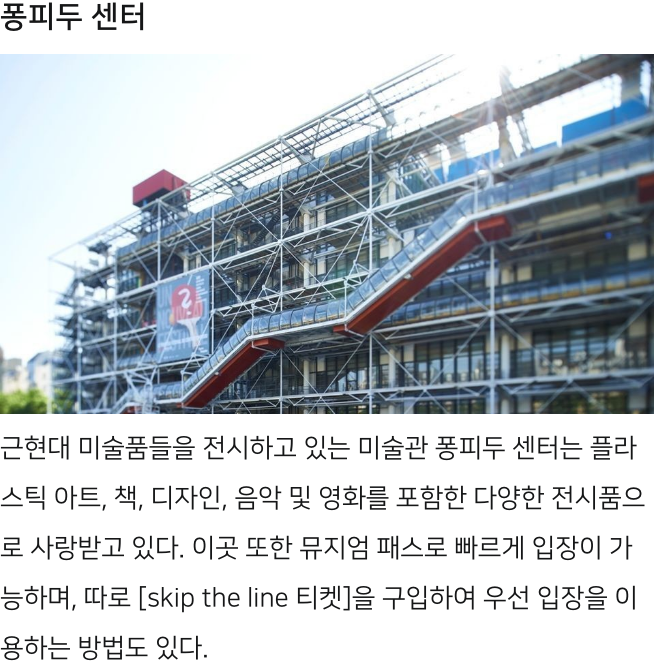 퐁피두 센터
근현대 미술품들을 전시하고 있는 미술관 퐁피두 센터는 플라
스틱 아트, 책, 디자인, 음악 및 영화를 포함한 다양한 전시품으
로 사랑받고 있다. 이곳 또한 뮤지엄 패스로 빠르게 입장이 가
능하며, 따로 [skip the line 티켓]을 구입하여 우선 입장을 이
용하는 방법도 있다.